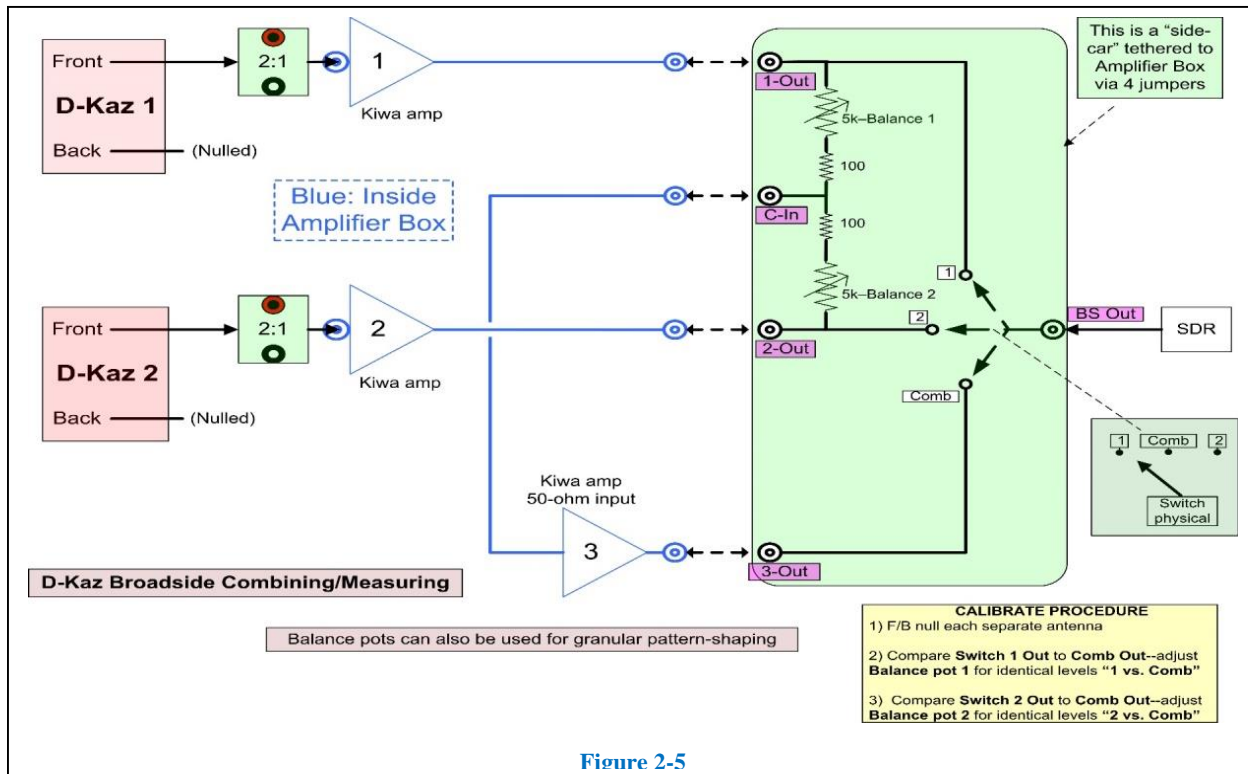 Front
D-Kaz 1
Back
(Nulled)
2:1
1
Kiwa amp
Blue: Inside
Amplifier Box
Front
D-Kaz 2
Back
(Nulled)
2:1
2
Kiwa amp
Kiwa amp
50-ohm input
3
D-Kaz Broadside Combining/Measuring
Balance pots can also be used for granular pattern-shaping
1-Out
5k–Balance 1
100
C-In
100
5k–Balance 2
2-Out
3-Out
1
2
Comb
BS Out
SDR
This is a “side-
car” tethered to
Amplifier Box
via 4 jumpers
1 Comb 2
Switch
physical
CALIBRATE PROCEDURE
1) F/B null each separate antenna
2) Compare Switch 1 Out to Comb Out--adjust
Balance pot 1 for identical levels “1 vs. Comb”
3) Compare Switch 2 Out to Comb Out--adjust
Balance pot 2 for identical levels “2 vs. Comb”
Figure 2-5